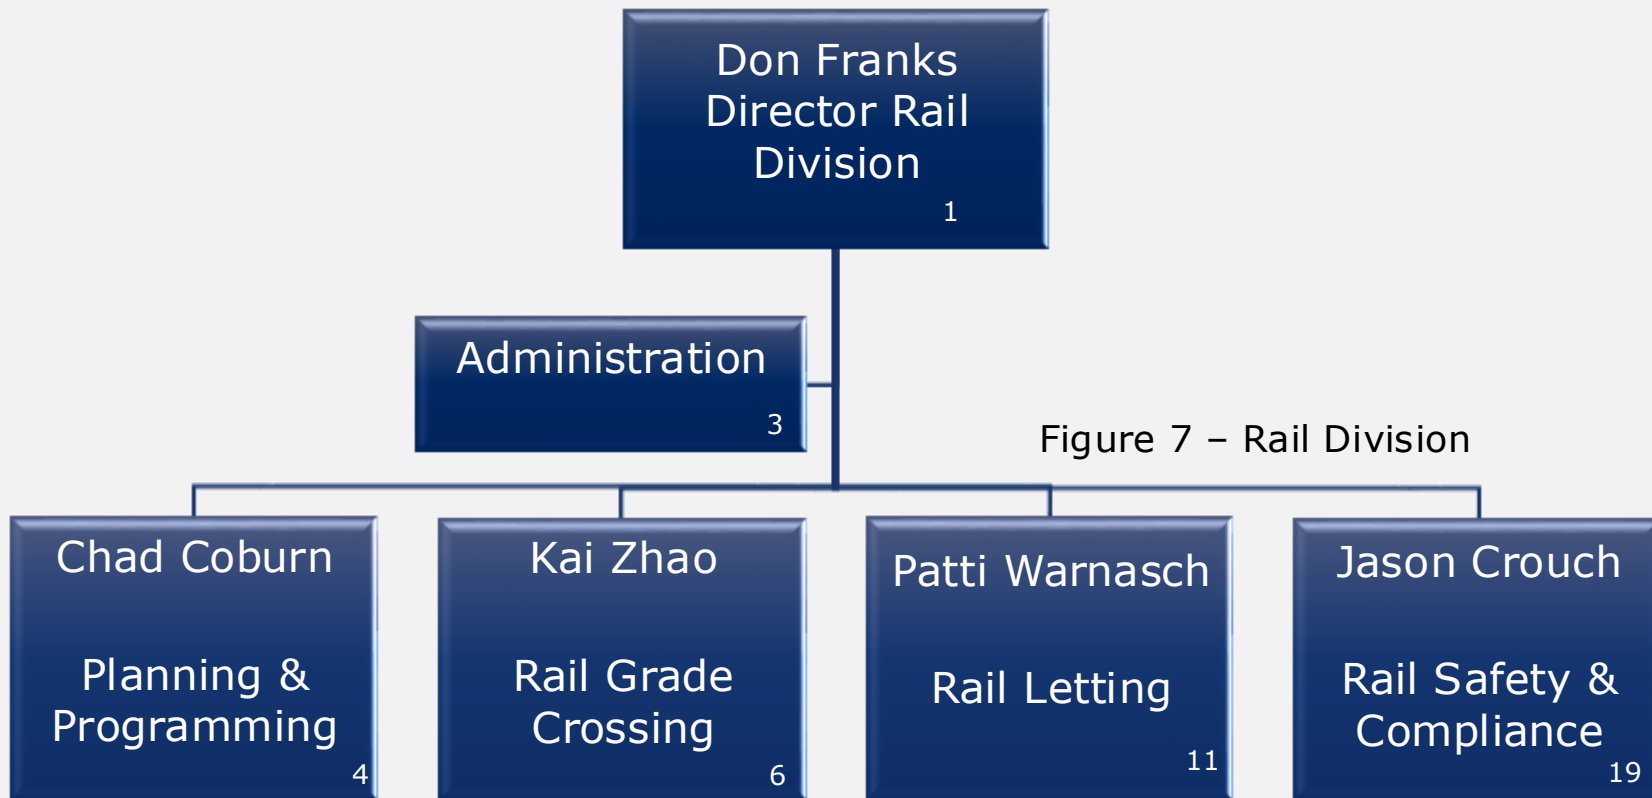 Don Franks
Director Rail
Division
1
Administration
3
Figure 7 – Rail Division
Chad Coburn
Planning &
Programming
4
Kai Zhao
Rail Grade
Crossing
6
Patti Warnasch
Rail Letting
11
Jason Crouch
Rail Safety &
Compliance
19